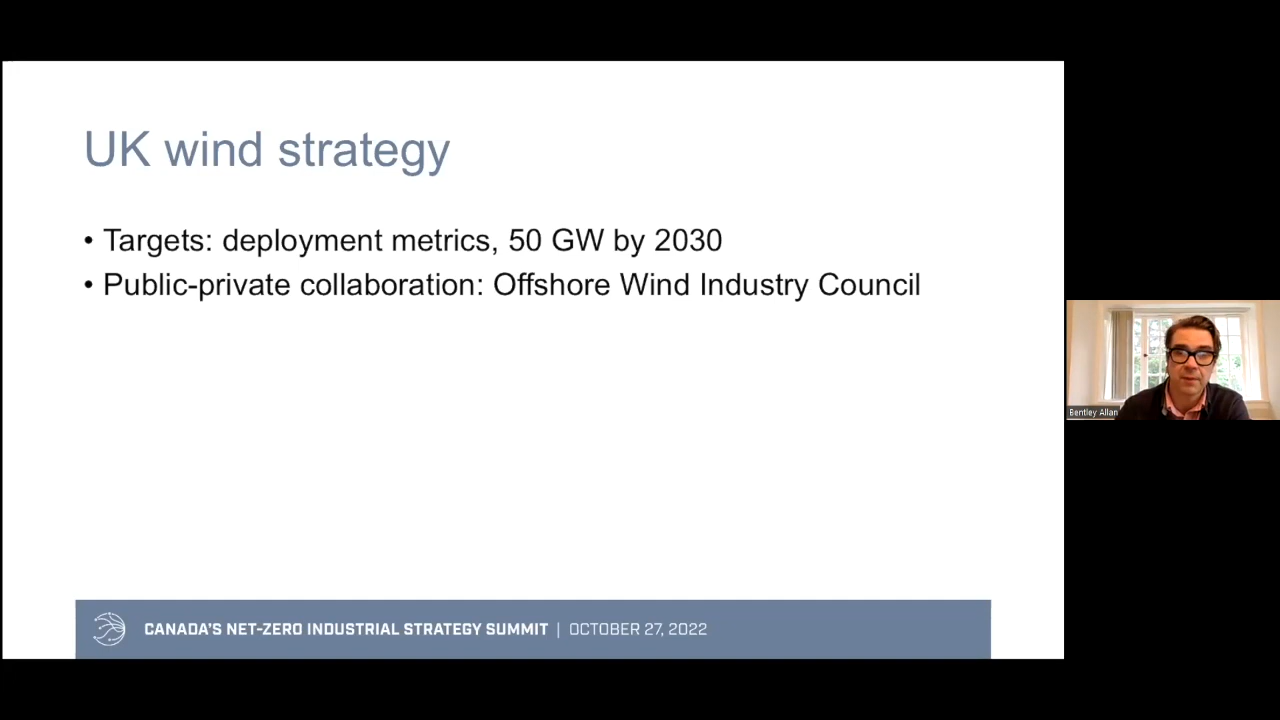 UK wind strategy
• Targets: deployment metrics, 50 GW by 2030
• Public-private collaboration: Offshore Wind Industry Council
Bentley Allan
CANADA'S NET-ZERO INDUSTRIAL STRATEGY SUMMIT | OCTOBER 27, 2022